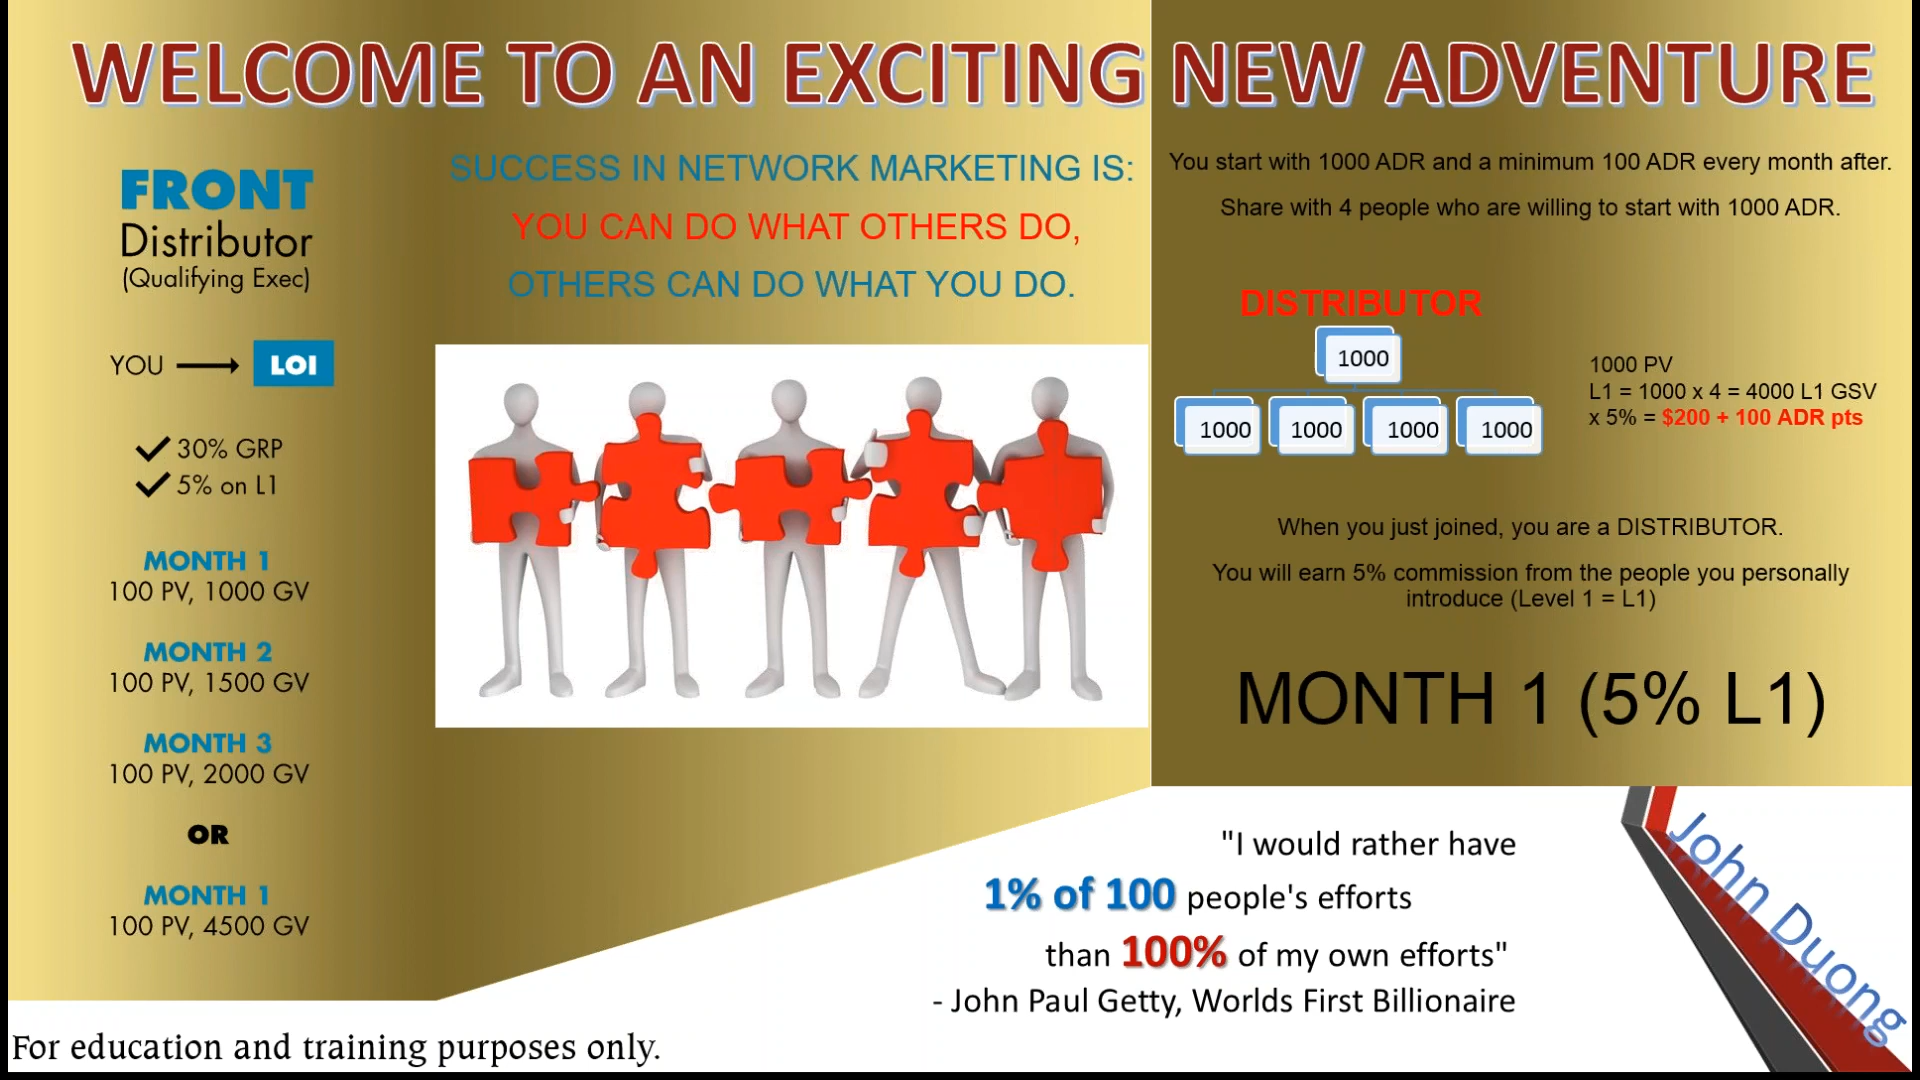 WELCOME TO AN EXCITING NEW ADVENTURE
FRONT
Distributor
(Qualifying Exec)
YOU LOI
30% GRP
5% on L1
MONTH 1
100 PV, 1000 GV
MONTH 2
100 PV, 1500 GV
MONTH 3
100 PV, 2000 GV
OR
MONTH 1
100 PV, 4500 GV
SUCCESS IN NETWORK MARKETING IS:
YOU CAN DO WHAT OTHERS DO,
OTHERS CAN DO WHAT YOU DO.
You start with 1000 ADR and a minimum 100 ADR every month after.
Share with 4 people who are willing to start with 1000 ADR.
DISTRIBUTOR
1000
1000 1000 1000 1000
1000 PV
L1 = 1000 x 4 = 4000 L1 GSV
x 5% = $200 + 100 ADR pts
When you just joined, you are a DISTRIBUTOR.
You will earn 5% commission from the people you personally
introduce (Level 1 = L1)
MONTH 1 (5% L1)
"I would rather have
1% of 100 people's efforts
than 100% of my own efforts"
- John Paul Getty, Worlds First Billionaire
John Duong
For education and training purposes only.